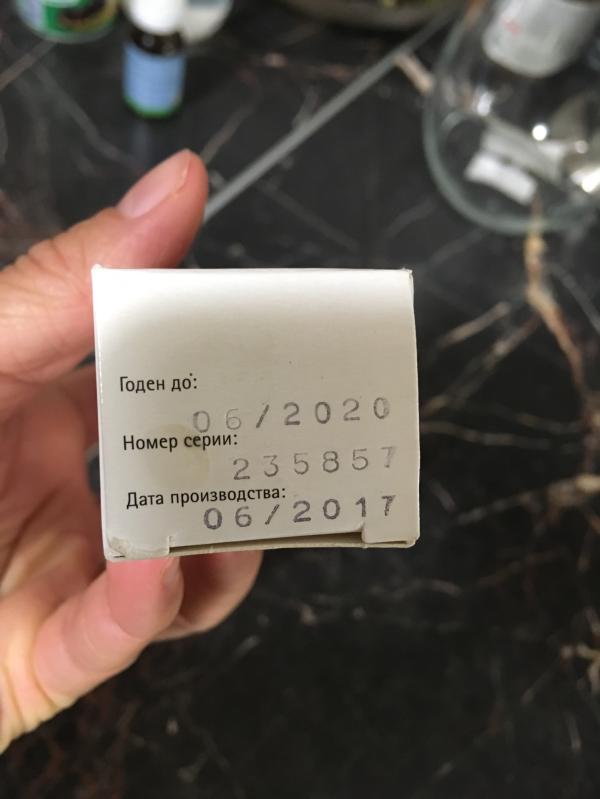 Годен до:
06/2020
Номер серии:
235857
Дата производства:
06/2017